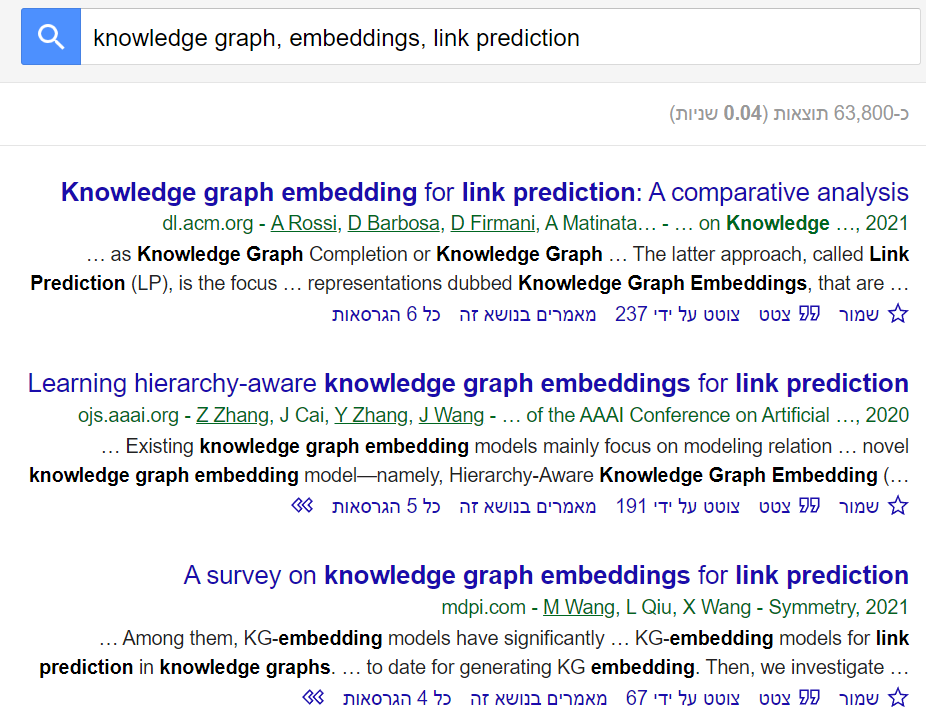 knowledge graph, embeddings, link prediction
כ-63,800 תוצאות (0.04 שניות)
Knowledge graph embedding for link prediction: A comparative analysis
dl.acm.org - A Rossi, D Barbosa, D Firmani, A Matinata… - … on Knowledge …, 2021
… as Knowledge Graph Completion or Knowledge Graph … The latter approach, called Link
Prediction (LP), is the focus … representations dubbed Knowledge Graph Embeddings, that are …
שמור צטט צוטט על ידי 237 מאמרים בנושא זה כל 6 הגרסאות
Learning hierarchy-aware knowledge graph embeddings for link prediction
ojs.aaai.org - Z Zhang, J Cai, Y Zhang, J Wang - … of the AAAI Conference on Artificial …, 2020
… Existing knowledge graph embedding models mainly focus on modeling relation … novel
knowledge graph embedding model—namely, Hierarchy-Aware Knowledge Graph Embedding (…
שמור צטט צוטט על ידי 191 מאמרים בנושא זה כל 5 הגרסאות
A survey on knowledge graph embeddings for link prediction
mdpi.com - M Wang, L Qiu, X Wang - Symmetry, 2021
… Among them, KG-embedding models have significantly … KG-embedding models for link
prediction in knowledge graphs. … to date for generating KG embedding. Then, we investigate …
שמור צטט צוטט על ידי 67 מאמרים בנושא זה כל 4 הגרסאות